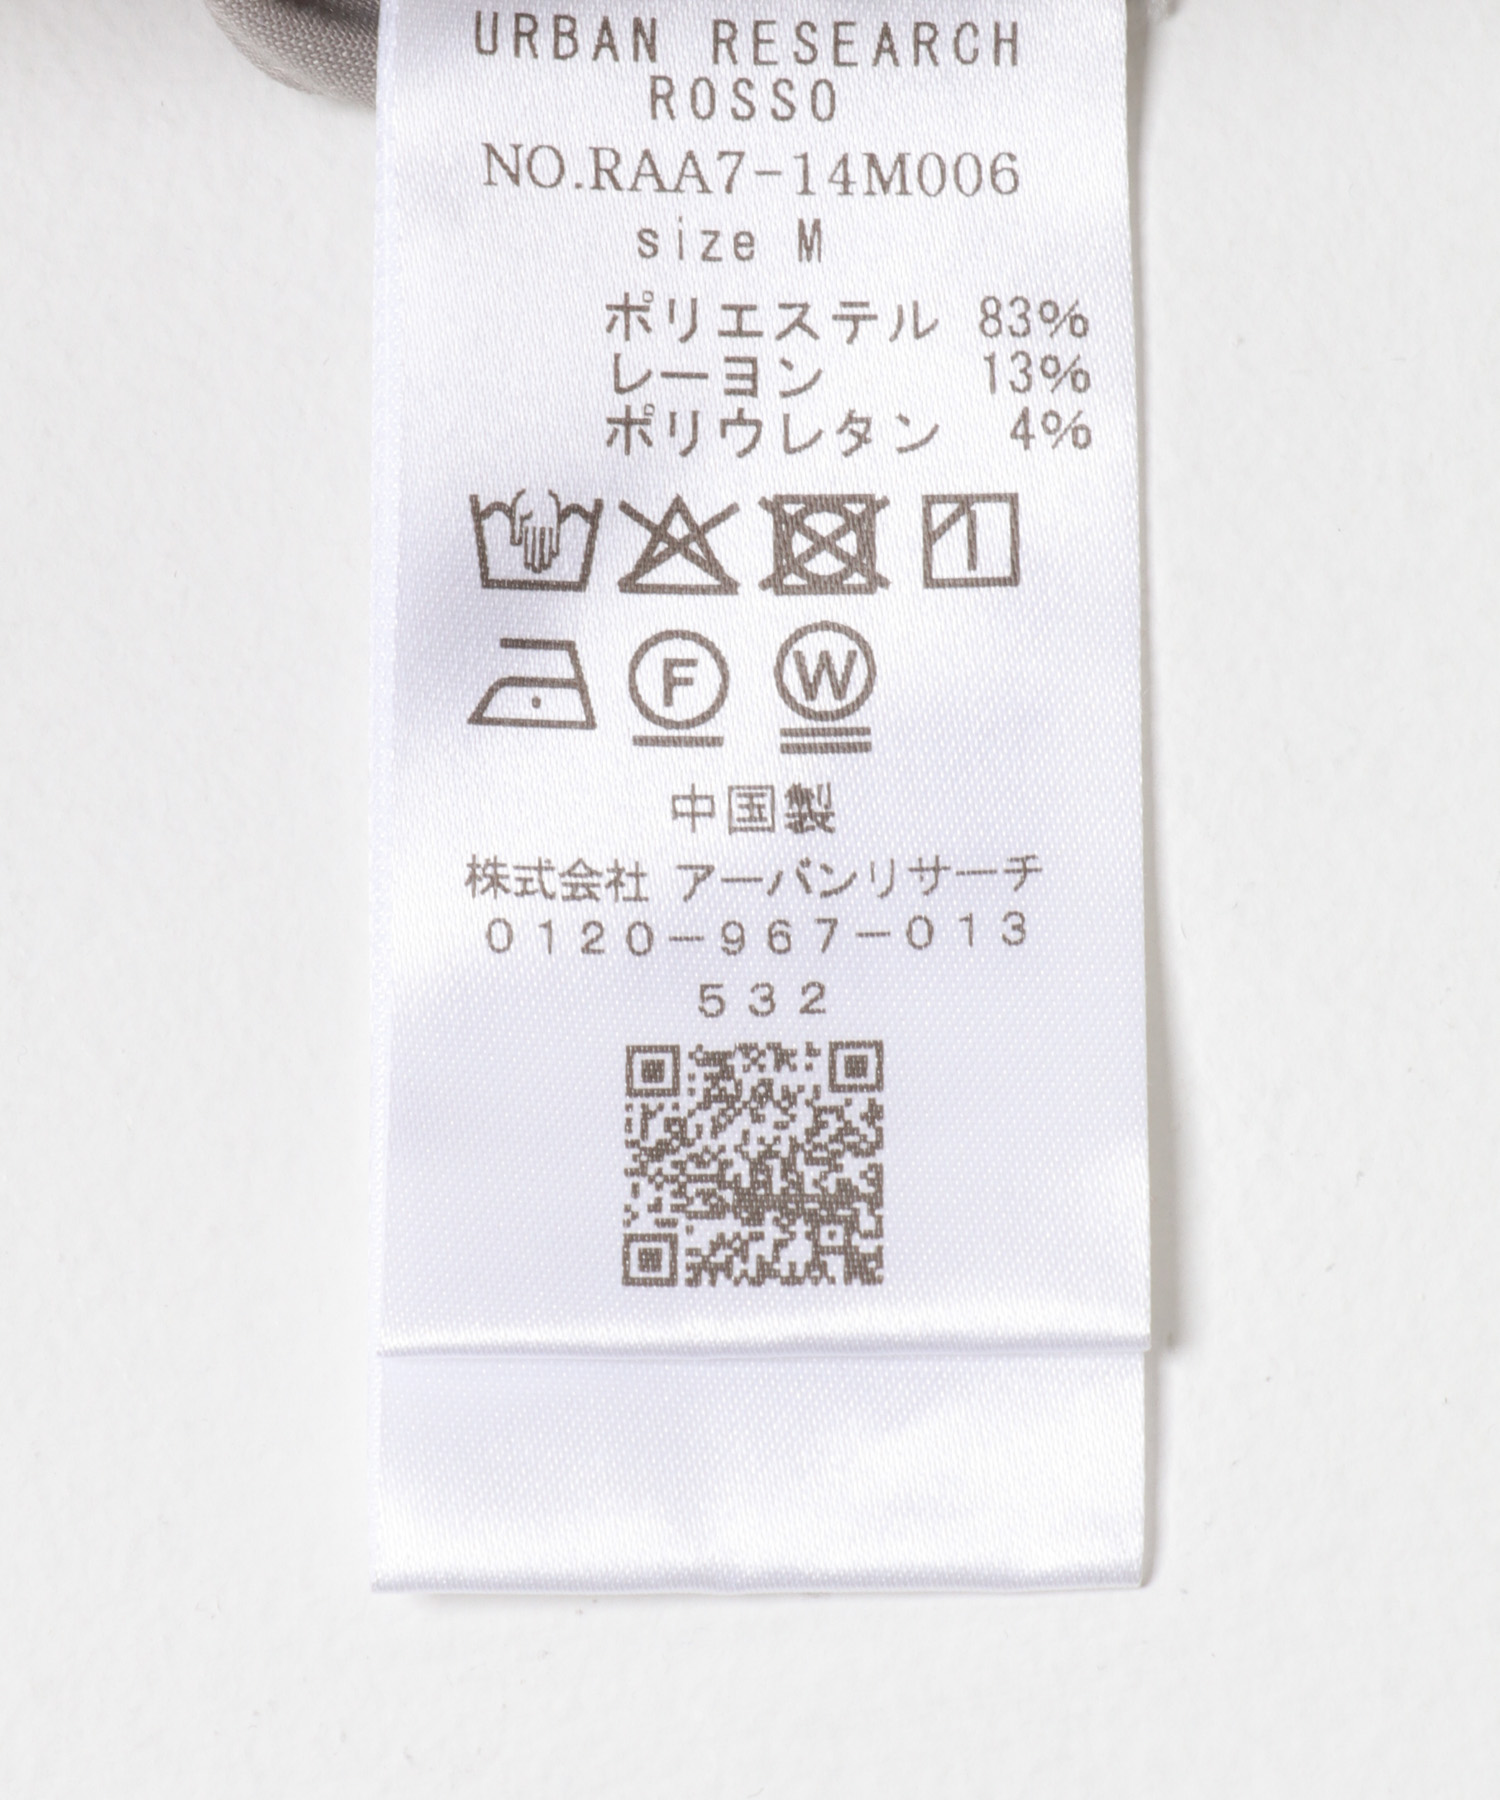 URBAN RESEARCH
ROSSO
NO.RAA7-14M006
size M
ポリエステル 83%
レーヨン 13%
ポリウレタン 4%
F W
中国製
株式会社 アーバンリサーチ
0120-967-013
532